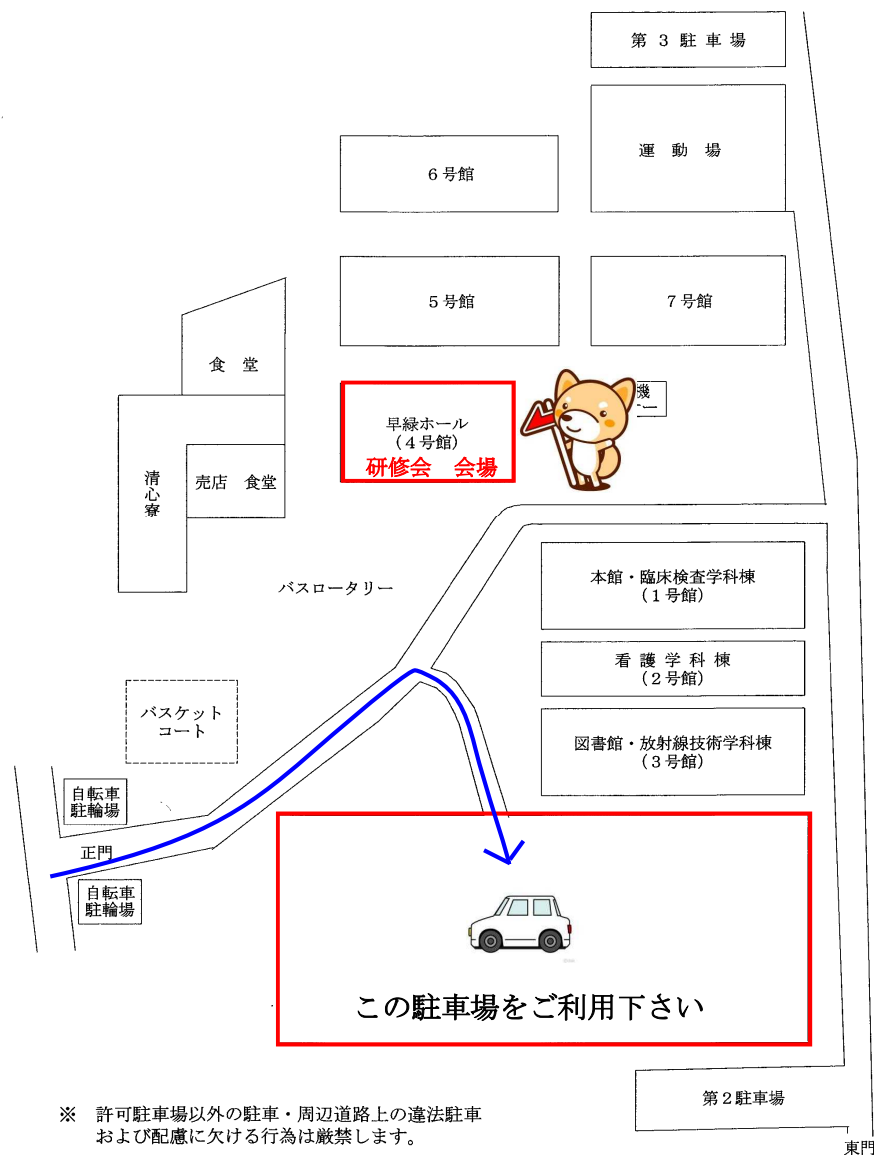 第３駐車場
運動場
６号館
５号館
７号館
食堂
機
早緑ホール
（４号館）
研修会　会場
清心寮
売店　食堂
バスロータリー
本館・臨床検査学科棟
（１号館）
看護学科棟
（２号館）
図書館・放射線技術学科棟
（３号館）
バスケット
コート
自転車
駐輪場
正門
自転車
駐輪場
この駐車場をご利用下さい
第２駐車場
※　許可駐車場以外の駐車・周辺道路上の違法駐車
および配慮に欠ける行為は厳禁します。
東門